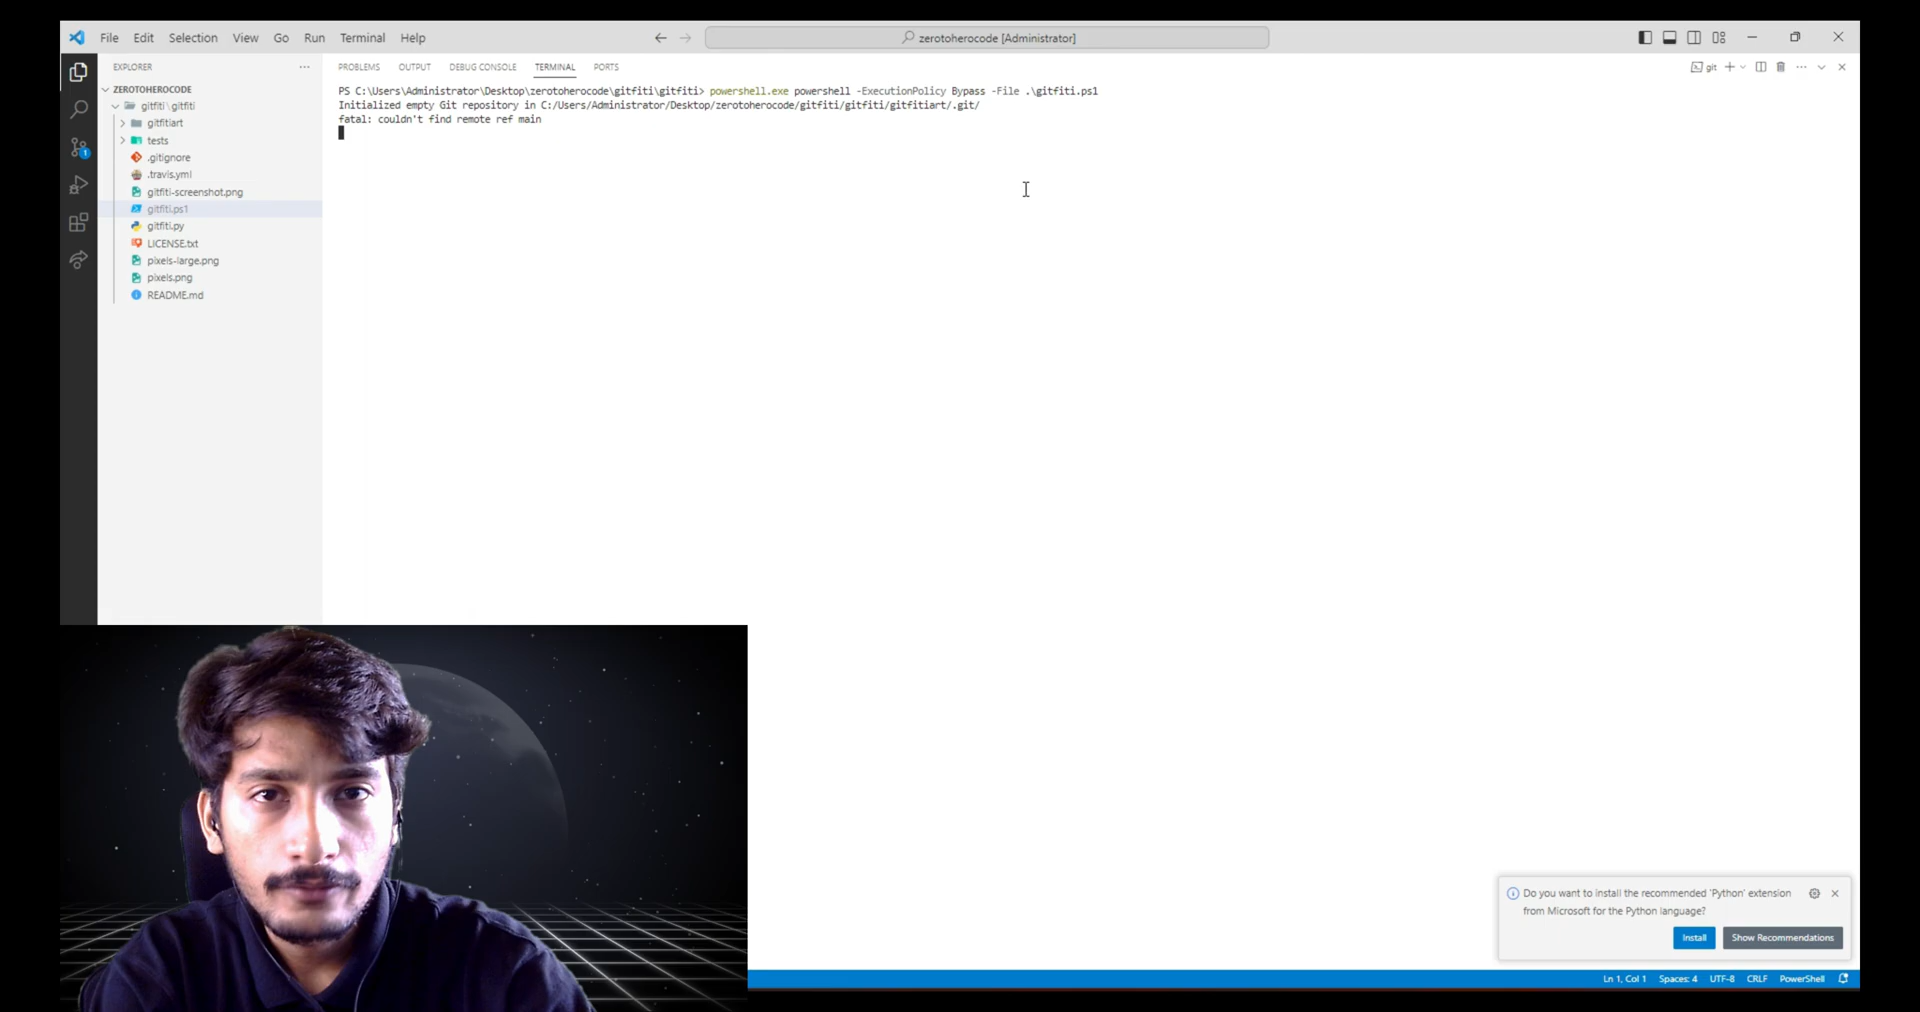 File Edit Selection View Go Run Terminal Help
zerotoherocode [Administrator]
EXPLORER
ZEROTOHEROCODE
gitfiti \ gitfiti
gitfitiart
tests
.gitignore
.travis.yml
gitfiti-screenshot.png
gitfiti.ps1
gitfiti.py
LICENSE.txt
pixels-large.png
pixels.png
README.md
1
PROBLEMS OUTPUT DEBUG CONSOLE TERMINAL PORTS
git
PS C:\Users\Administrator\Desktop\zerotoherocode\gitfiti\gitfiti> powershell.exe powershell -ExecutionPolicy Bypass -File .\gitfiti.ps1
Initialized empty Git repository in C:/Users/Administrator/Desktop/zerotoherocode/gitfiti/gitfiti/gitfitiart/.git/
fatal: couldn't find remote ref main
Do you want to install the recommended 'Python' extension
from Microsoft for the Python language?
Install Show Recommendations
Ln 1, Col 1 Spaces: 4 UTF-8 CRLF PowerShell